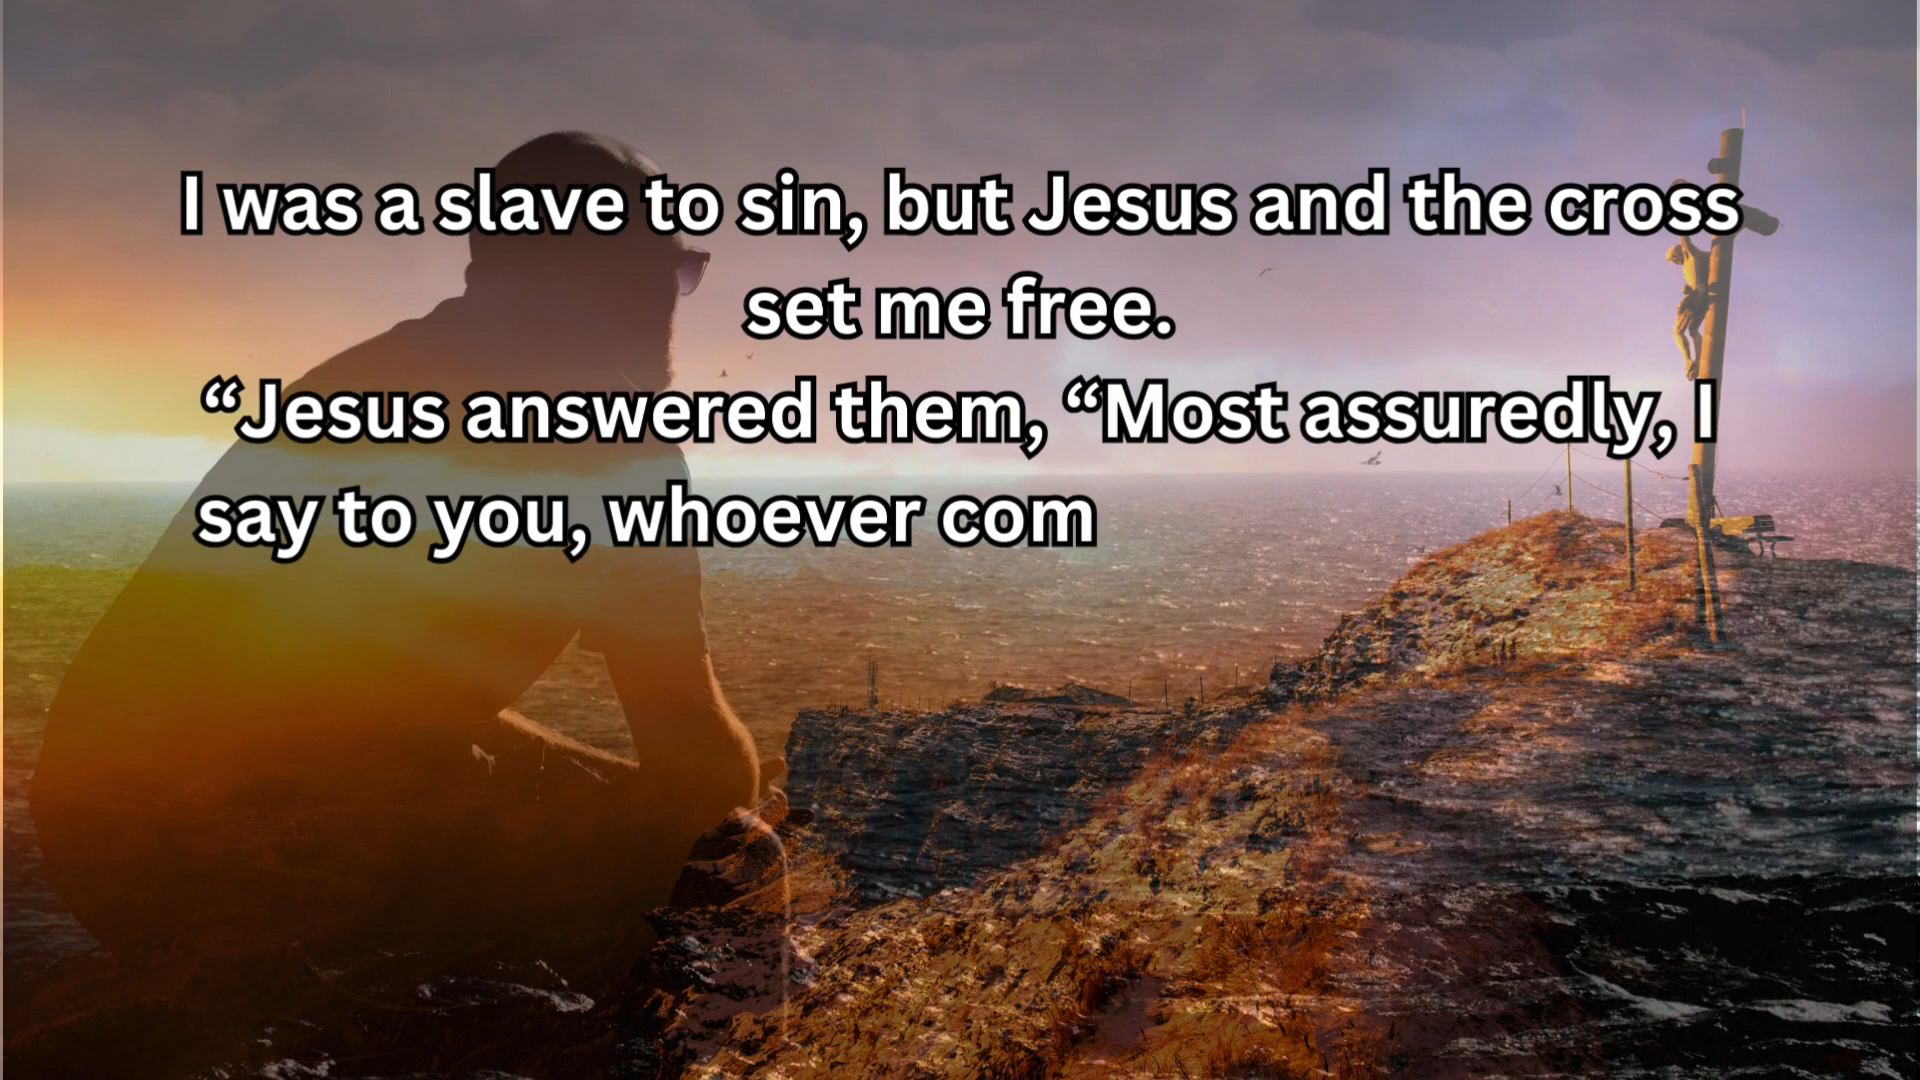 I was a slave to sin, but Jesus and the cross
set me free.
“Jesus answered them, “Most assuredly, I
say to you, whoever com